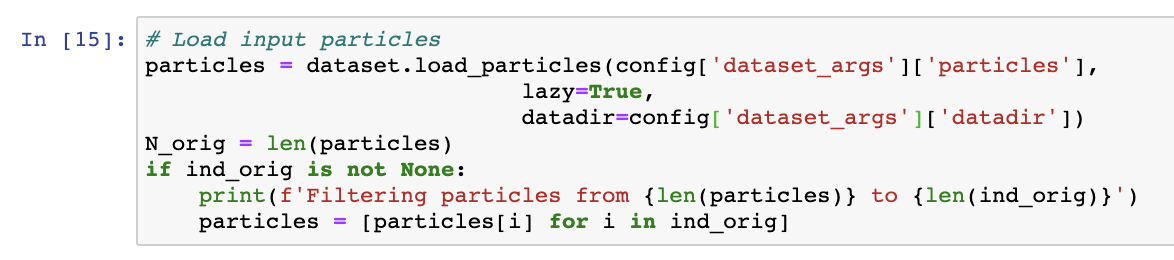 In [15]: # Load input particles
particles = dataset.load_particles(config['dataset_args']['particles'],
                            lazy=True,
                            datadir=config['dataset_args']['datadir'])
N_orig = len(particles)
if ind_orig is not None:
    print(f'Filtering particles from {len(particles)} to {len(ind_orig)}')
    particles = [particles[i] for i in ind_orig]